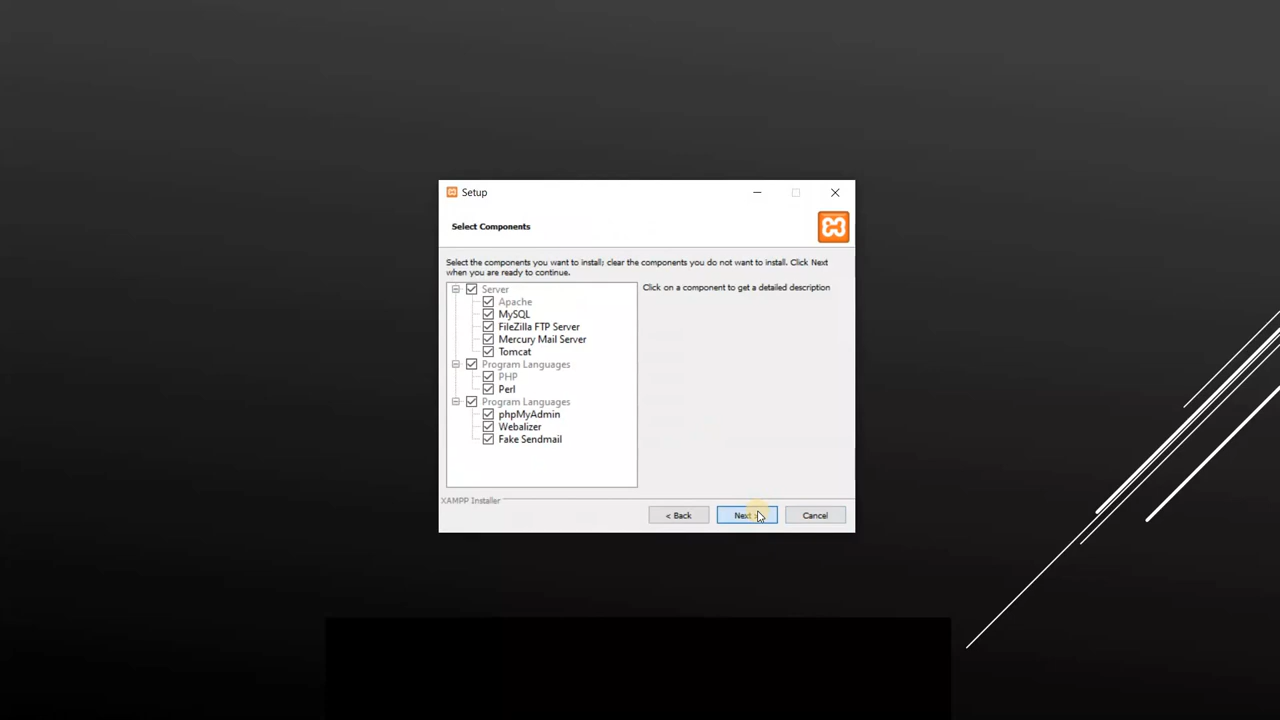 Setup
Select Components
Select the components you want to install; clear the components you do not want to install. Click Next
when you are ready to continue.
Server
Apache
MySQL
FileZilla FTP Server
Mercury Mail Server
Tomcat
Program Languages
PHP
Perl
Program Languages
phpMyAdmin
Webalizer
Fake Sendmail
Click on a component to get a detailed description
XAMPP Installer
< Back
Next
Cancel